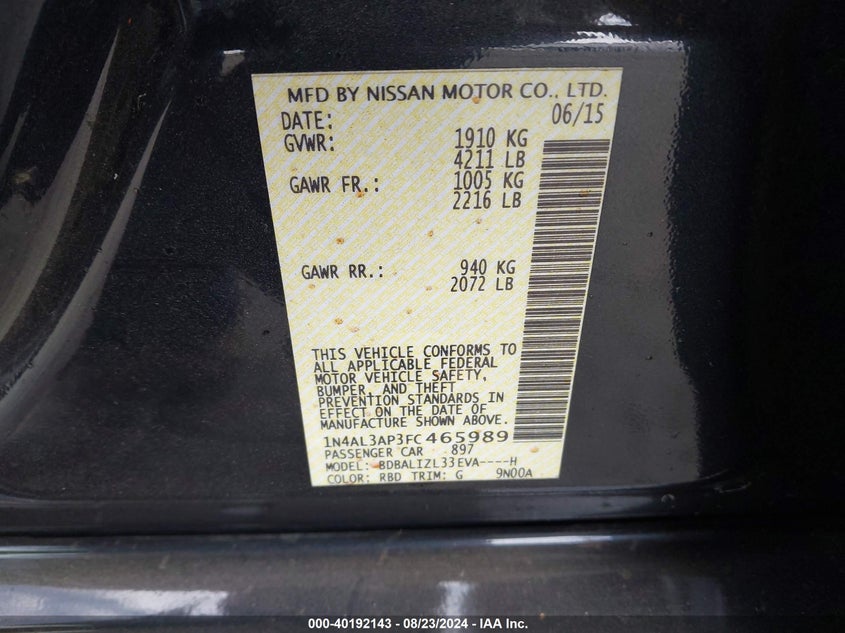 MFD BY NISSAN MOTOR CO., LTD.
DATE: 06/15
GVWR: 1910 KG
4211 LB
GAWR FR.: 1005 KG
2216 LB
GAWR RR.: 940 KG
2072 LB
THIS VEHICLE CONFORMS TO
ALL APPLICABLE FEDERAL
MOTOR VEHICLE SAFETY,
BUMPER, AND THEFT
PREVENTION STANDARDS IN
EFFECT ON THE DATE OF
MANUFACTURE SHOWN ABOVE.
1N4AL3AP3FC465989
PASSENGER CAR 897
MODEL: BDBALIZL33EVA----H
COLOR: RBD TRIM: G 9N00A
000-40192143 - 08/23/2024 - IAA Inc.